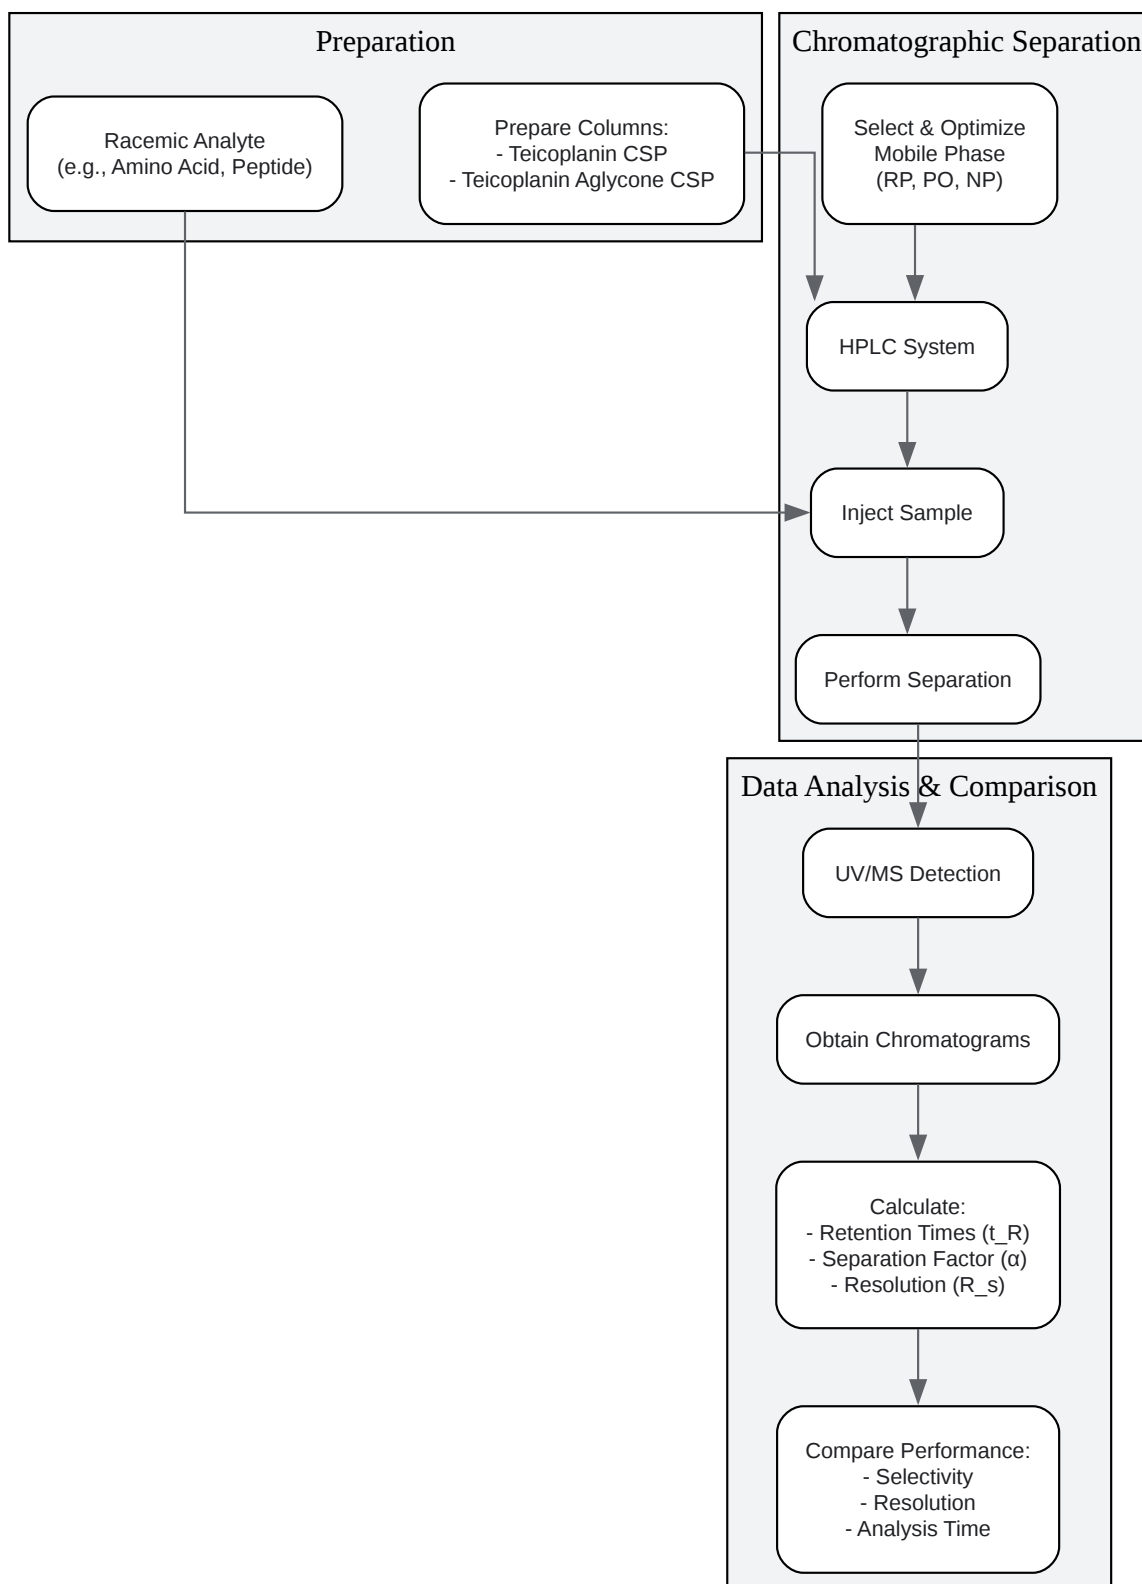 Preparation
Racemic Analyte
(e.g., Amino Acid, Peptide)
Prepare Columns:
- Teicoplanin CSP
- Teicoplanin Aglycone CSP
Chromatographic Separation
Select & Optimize
Mobile Phase
(RP, PO, NP)
HPLC System
Inject Sample
Perform Separation
Data Analysis & Comparison
UV/MS Detection
Obtain Chromatograms
Calculate:
- Retention Times (t_R)
- Separation Factor (α)
- Resolution (R_s)
Compare Performance:
- Selectivity
- Resolution
- Analysis Time